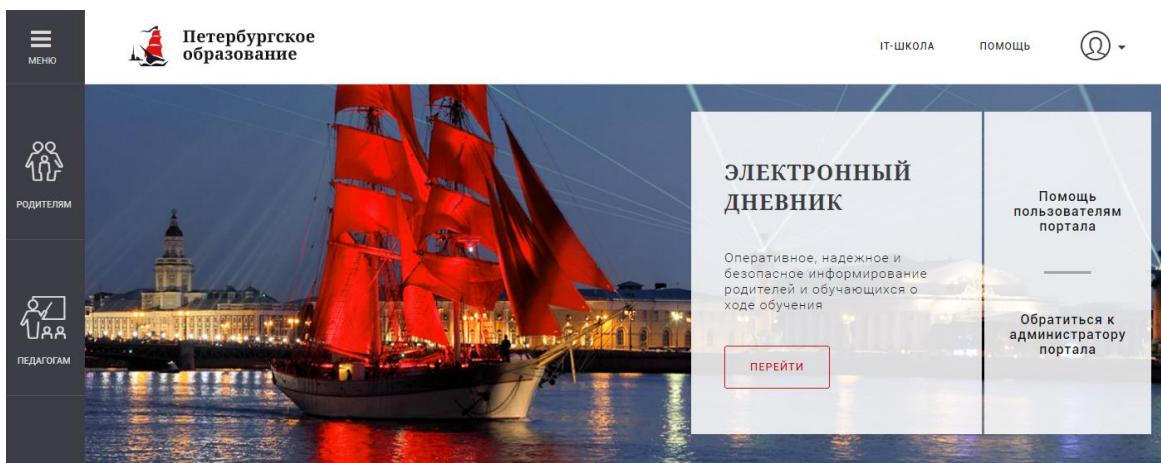 МЕНЮ
Петербургское
образование
IT-ШКОЛА
ПОМОЩЬ
РОДИТЕЛЯМ
ПЕДАГОГАМ
ЭЛЕКТРОННЫЙ
ДНЕВНИК
Оперативное, надежное и
безопасное информирование
родителей и обучающихся о
ходе обучения
ПЕРЕЙТИ
Помощь
пользователям
портала
Обратиться к
администратору
портала